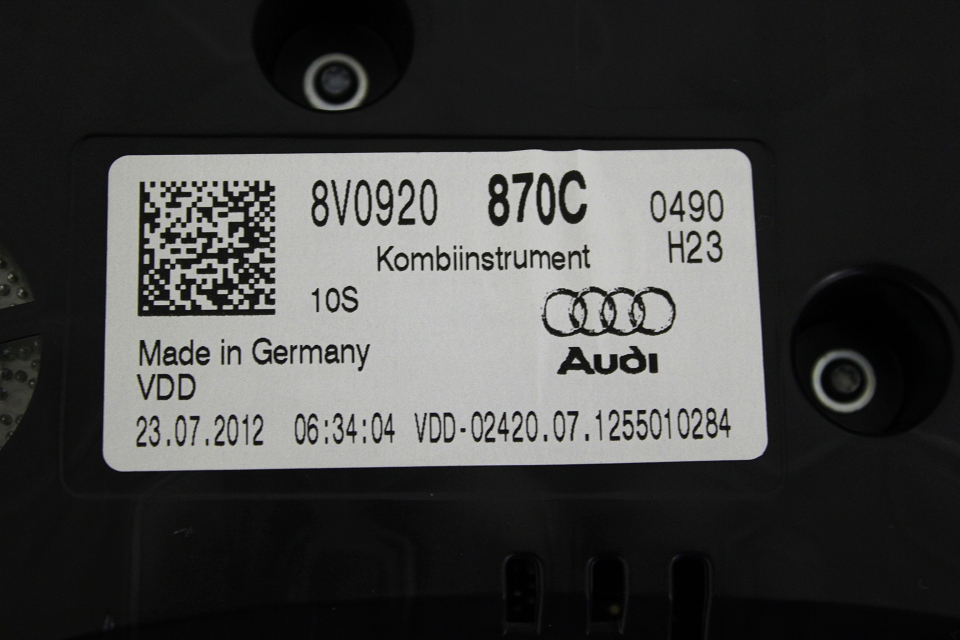 8V0920 870C 0490
H23
Kombiinstrument
10S
Audi
Made in Germany
VDD
23.07.2012 06:34:04 VDD-02420.07.1255010284